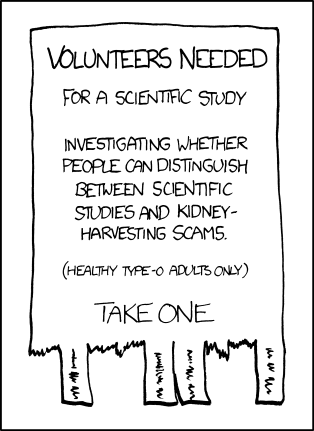 VOLUNTEERS NEEDED
FOR A SCIENTIFIC STUDY
INVESTIGATING WHETHER
PEOPLE CAN DISTINGUISH
BETWEEN SCIENTIFIC
STUDIES AND KIDNEY-
HARVESTING SCAMS.
(HEALTHY TYPE-O ADULTS ONLY)
TAKE ONE